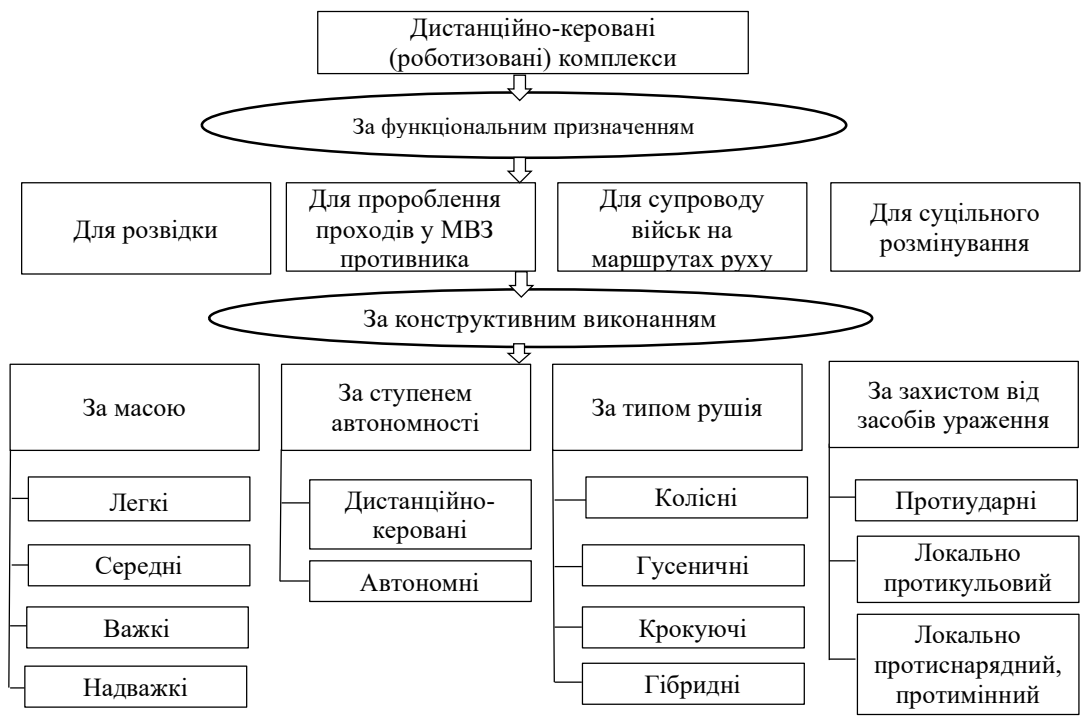 Дистанційно-керовані
(роботизовані) комплекси
За функціональним призначенням
Для розвідки
Для пророблення
проходів у МВЗ
противника
Для супроводу
військ на
маршрутах руху
Для суцільного
розмінування
За конструктивним виконанням
За масою
Легкі
Середні
Важкі
Надважкі
За ступенем
автономності
Дистанційно-
керовані
Автономні
За типом рушія
Колісні
Гусеничні
Крокуючі
Гібридні
За захистом від
засобів ураження
Протиударні
Локально
протикульовий
Локально
протиснарядний,
протимінний